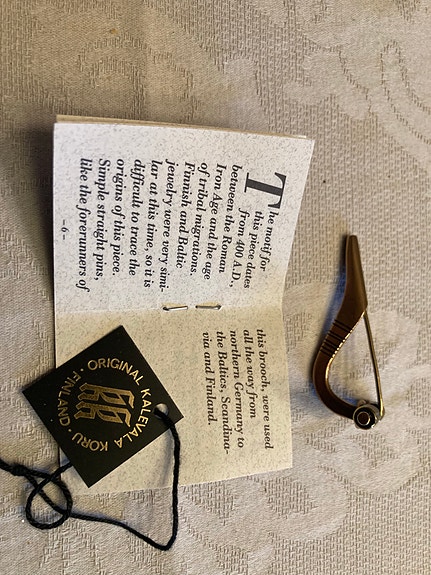 The motif for
this piece dates
from 400 A.D.,
between the Roman
Iron Age and the age
of tribal migrations.
Finnish and Baltic
jewelry were very simi-
lar at this time, so it is
difficult to trace the
origins of this piece.
Simple straight pins,
like the forerunners of
- 6 -
this brooch, were used
all the way from
northern Germany to
the Baltics, Scandina-
via and Finland.
· ORIGINAL KALEVALA KORU ·
FINLAND